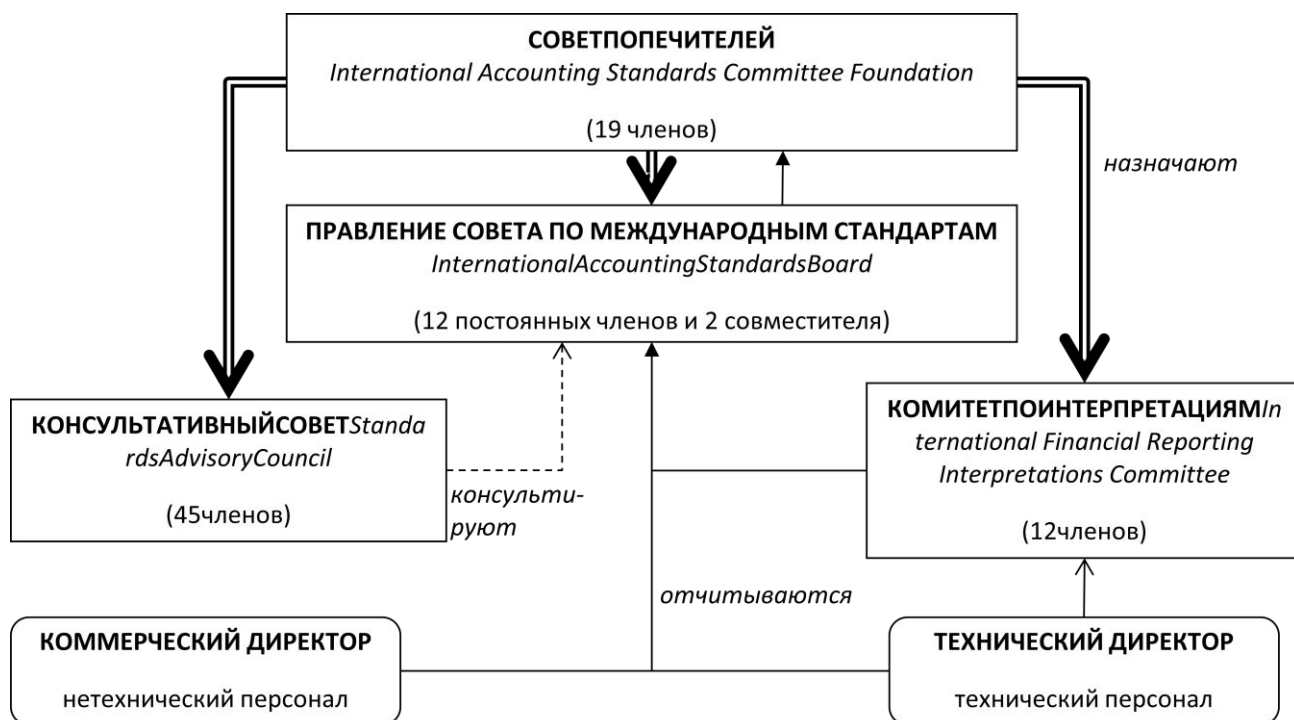 СОВЕТПОПЕЧИТЕЛЕЙ
International Accounting Standards Committee Foundation
(19 членов)
назначают
ПРАВЛЕНИЕ СОВЕТА ПО МЕЖДУНАРОДНЫМ СТАНДАРТАМ
InternationalAccountingStandardsBoard
(12 постоянных членов и 2 совместителя)
КОНСУЛЬТАТИВНЫЙСОВЕТStanda
rdsAdvisoryCouncil
(45членов)
консульти-
руют
КОМИТЕТПОИНТЕРПРЕТАЦИЯМIn
ternational Financial Reporting
Interpretations Committee
(12членов)
отчитываются
КОММЕРЧЕСКИЙ ДИРЕКТОР
нетехнический персонал
ТЕХНИЧЕСКИЙ ДИРЕКТОР
технический персонал